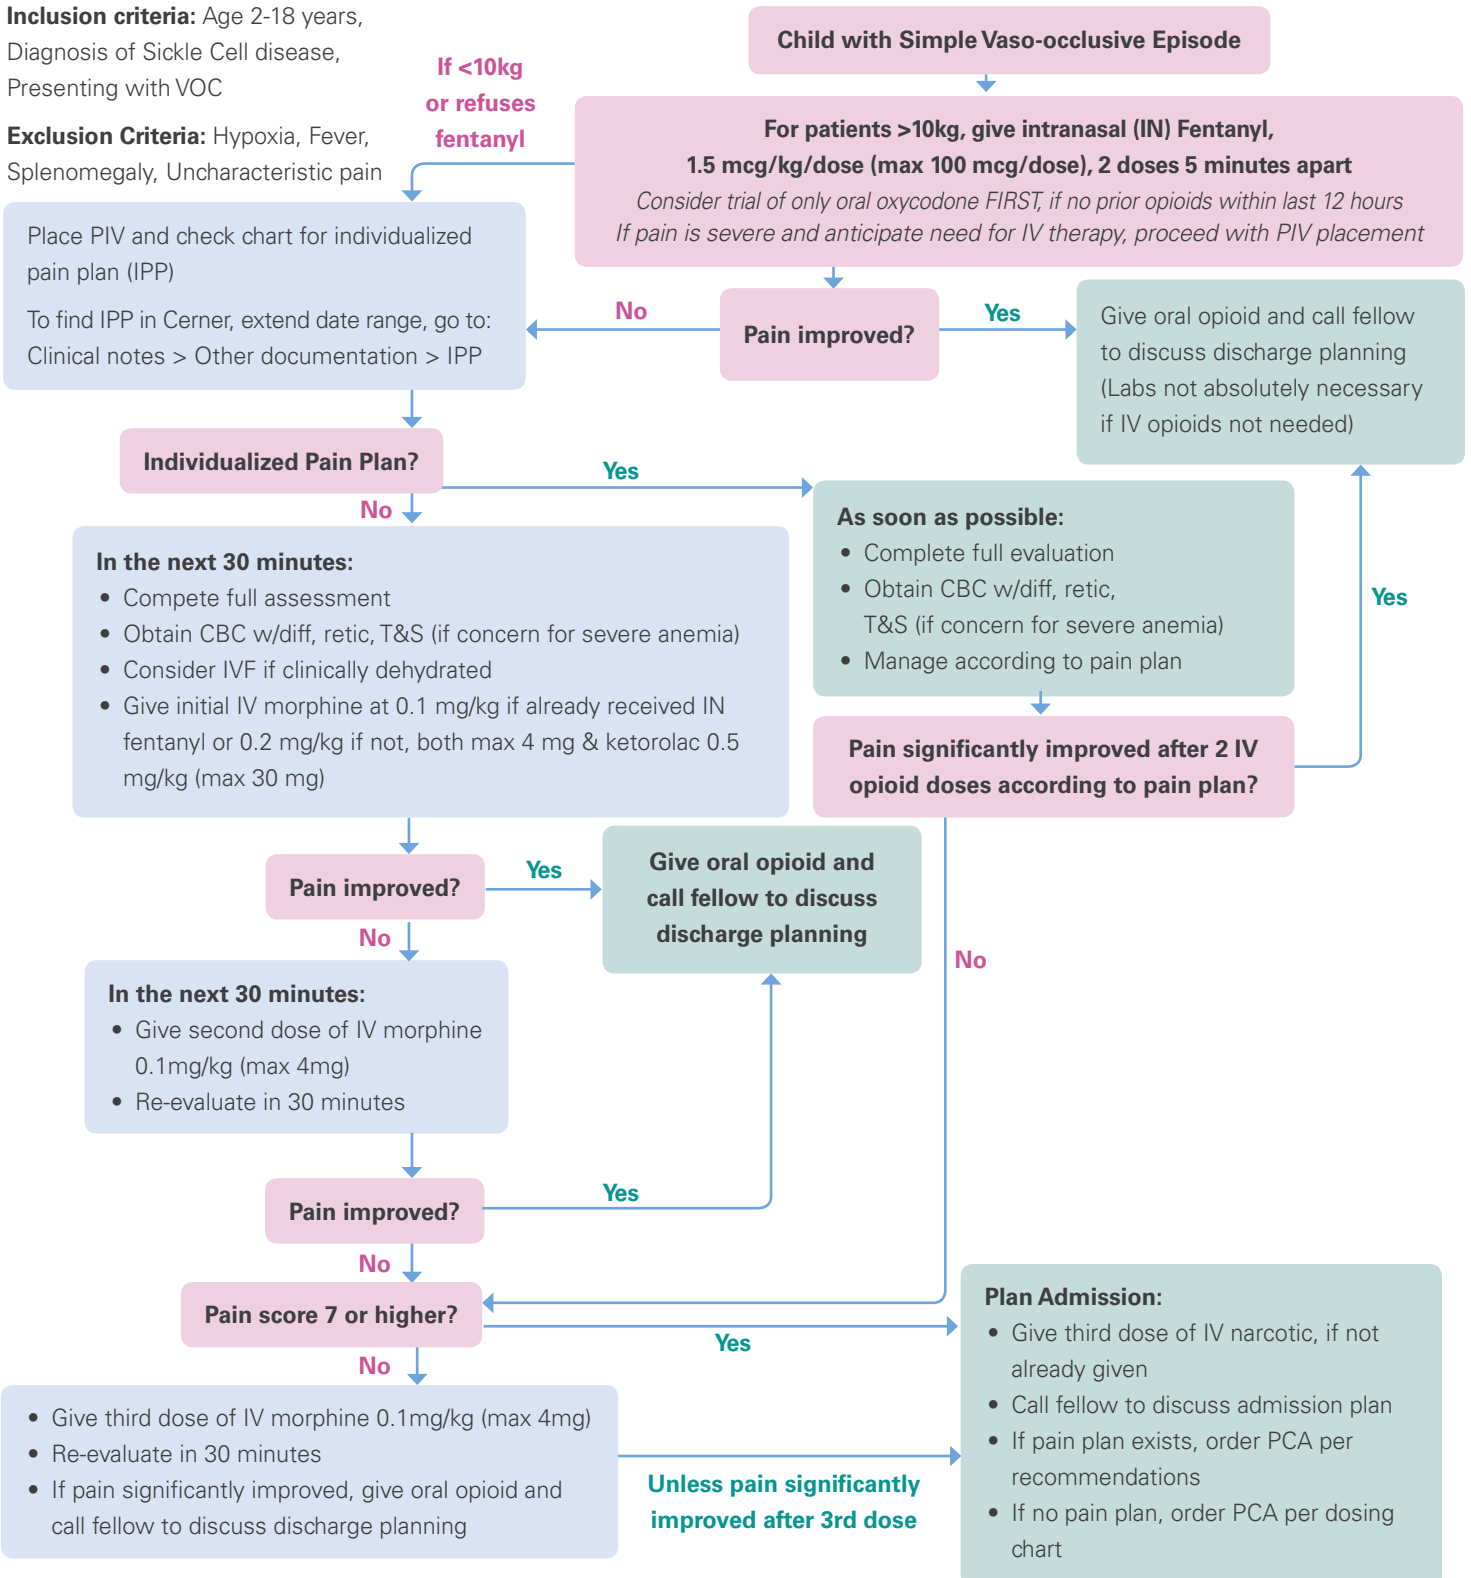 Inclusion criteria: Age 2-18 years,
Diagnosis of Sickle Cell disease,
Presenting with VOC
Exclusion Criteria: Hypoxia, Fever,
Splenomegaly, Uncharacteristic pain
Child with Simple Vaso-occlusive Episode
If <10kg
or refuses
fentanyl
For patients >10kg, give intranasal (IN) Fentanyl,
1.5 mcg/kg/dose (max 100 mcg/dose), 2 doses 5 minutes apart
Consider trial of only oral oxycodone FIRST, if no prior opioids within last 12 hours
If pain is severe and anticipate need for IV therapy, proceed with PIV placement
Place PIV and check chart for individualized
pain plan (IPP)
To find IPP in Cerner, extend date range, go to:
Clinical notes > Other documentation > IPP
No
Pain improved?
Yes
Give oral opioid and call fellow
to discuss discharge planning
(Labs not absolutely necessary
if IV opioids not needed)
Individualized Pain Plan?
Yes
No
In the next 30 minutes:
• Compete full assessment
• Obtain CBC w/diff, retic, T&S (if concern for severe anemia)
• Consider IVF if clinically dehydrated
• Give initial IV morphine at 0.1 mg/kg if already received IN
fentanyl or 0.2 mg/kg if not, both max 4 mg & ketorolac 0.5
mg/kg (max 30 mg)
As soon as possible:
• Complete full evaluation
• Obtain CBC w/diff, retic,
T&S (if concern for severe anemia)
• Manage according to pain plan
Yes
Pain significantly improved after 2 IV
opioid doses according to pain plan?
Pain improved?
Yes
Give oral opioid and
call fellow to discuss
discharge planning
No
No
In the next 30 minutes:
• Give second dose of IV morphine
0.1mg/kg (max 4mg)
• Re-evaluate in 30 minutes
Pain improved?
Yes
No
Pain score 7 or higher?
Yes
No
• Give third dose of IV morphine 0.1mg/kg (max 4mg)
• Re-evaluate in 30 minutes
• If pain significantly improved, give oral opioid and
call fellow to discuss discharge planning
Unless pain significantly
improved after 3rd dose
Plan Admission:
• Give third dose of IV narcotic, if not
already given
• Call fellow to discuss admission plan
• If pain plan exists, order PCA per
recommendations
• If no pain plan, order PCA per dosing
chart